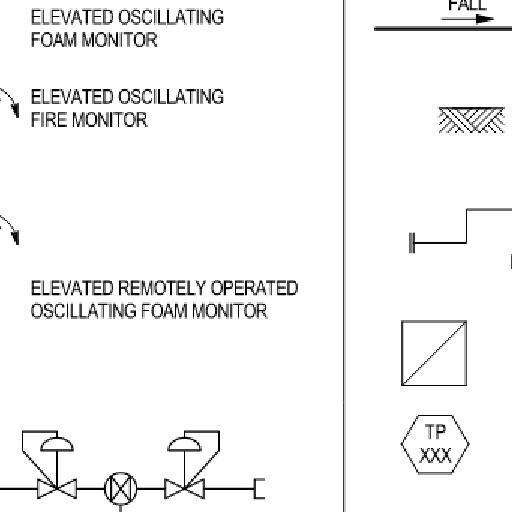 ELEVATED OSCILLATING
FOAM MONITOR
ELEVATED OSCILLATING
FIRE MONITOR
ELEVATED REMOTELY OPERATED
OSCILLATING FOAM MONITOR
FALL
TP
XXX